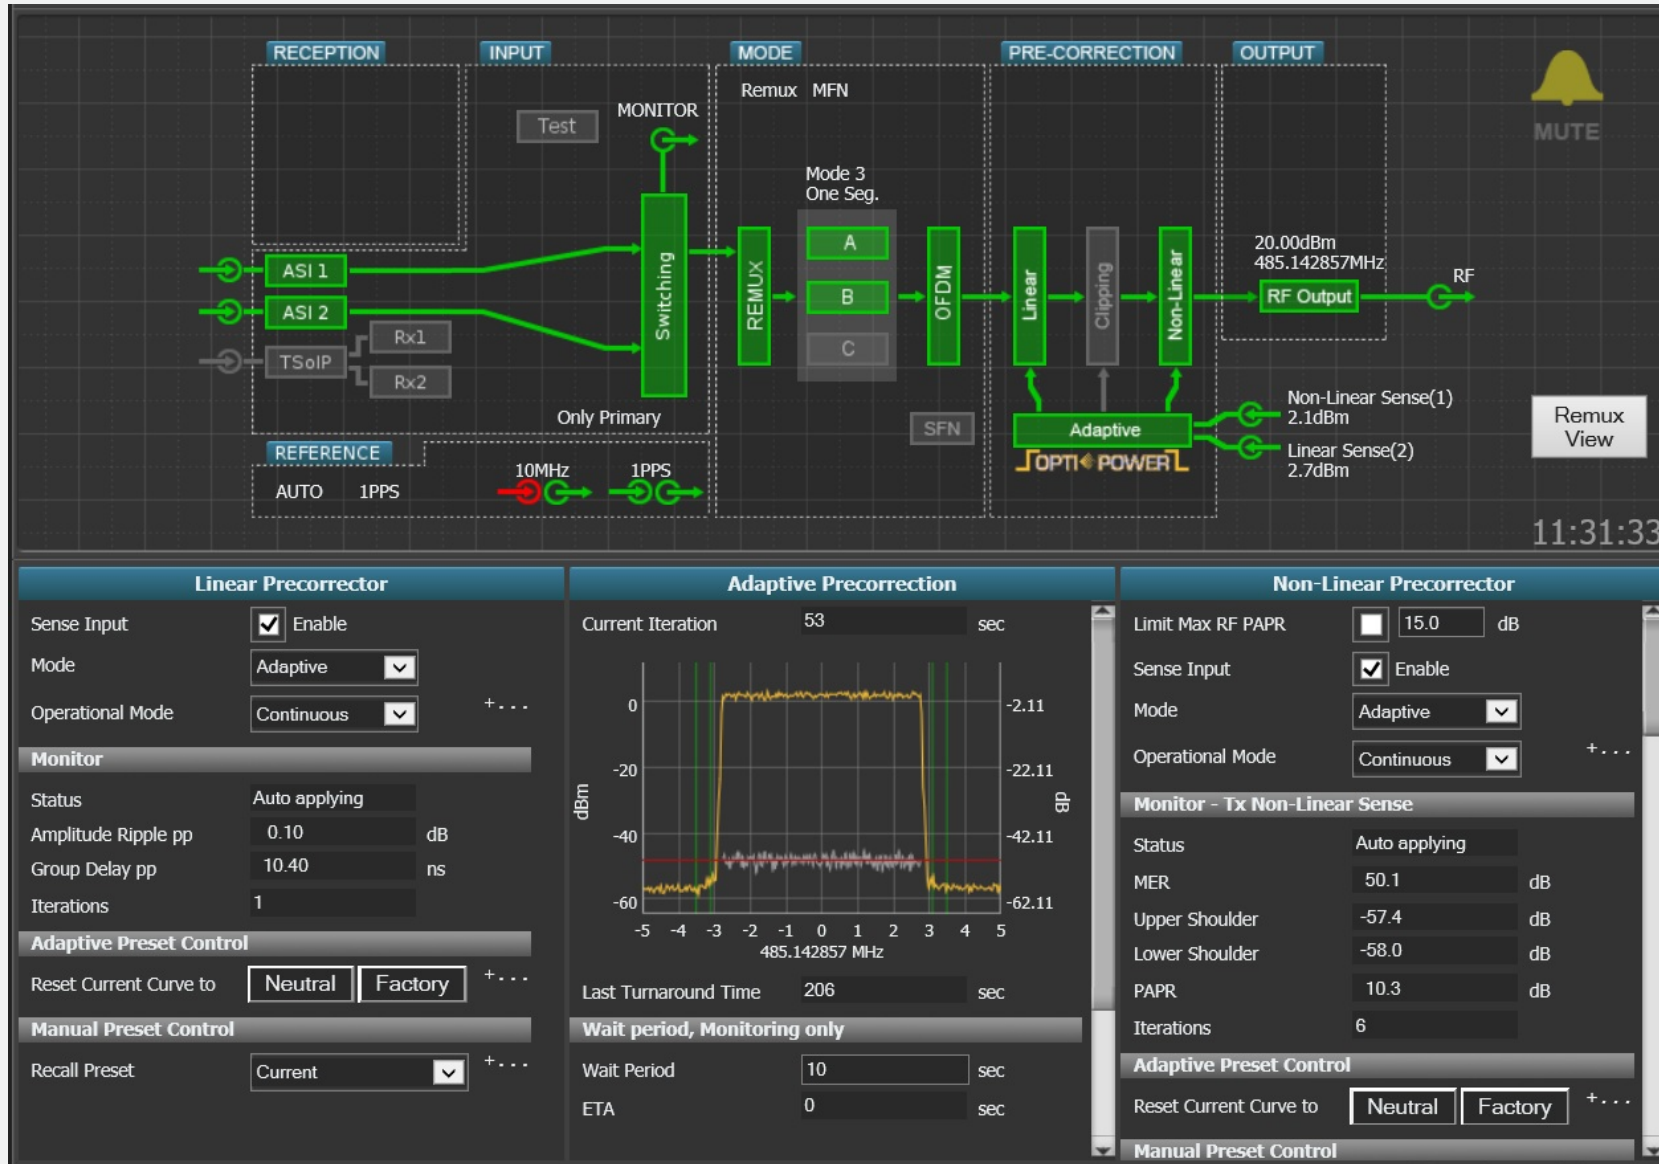 RECEPTION
INPUT
MODE
PRE-CORRECTION
OUTPUT
Remux MFN
MONITOR
Test
MUTE
Mode 3
One Seg.
A
B
C
REMUX
OFDM
Switching
Linear
Clipping
Non-Linear
ASI 1
ASI 2
TSoIP
Rx1
Rx2
20.00dBm
485.142857MHz
RF
RF Output
Only Primary
SFN
Adaptive
OPTI POWER
Non-Linear Sense(1)
2.1dBm
Linear Sense(2)
2.7dBm
Remux
View
REFERENCE
AUTO 1PPS
10MHz
1PPS
11:31:33
Linear Precorrector
Sense Input Enable
Mode Adaptive
Operational Mode Continuous +...
Monitor
Status Auto applying
Amplitude Ripple pp 0.10 dB
Group Delay pp 10.40 ns
Iterations 1
Adaptive Preset Control
Reset Current Curve to Neutral Factory +...
Manual Preset Control
Recall Preset Current +...
Adaptive Precorrection
Current Iteration 53 sec
0 -2.11
-20 -22.11
dBm dB
-40 -42.11
-60 -62.11
-5 -4 -3 -2 -1 0 1 2 3 4 5
485.142857 MHz
Last Turnaround Time 206 sec
Wait period, Monitoring only
Wait Period 10 sec
ETA 0 sec
Non-Linear Precorrector
Limit Max RF PAPR 15.0 dB
Sense Input Enable
Mode Adaptive
Operational Mode Continuous +...
Monitor - Tx Non-Linear Sense
Status Auto applying
MER 50.1 dB
Upper Shoulder -57.4 dB
Lower Shoulder -58.0 dB
PAPR 10.3 dB
Iterations 6
Adaptive Preset Control
Reset Current Curve to Neutral Factory +...
Manual Preset Control